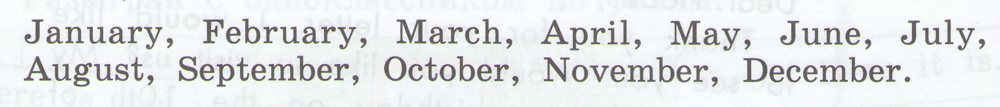 January, February, March, April, May, June, July,
August, September, October, November, December.